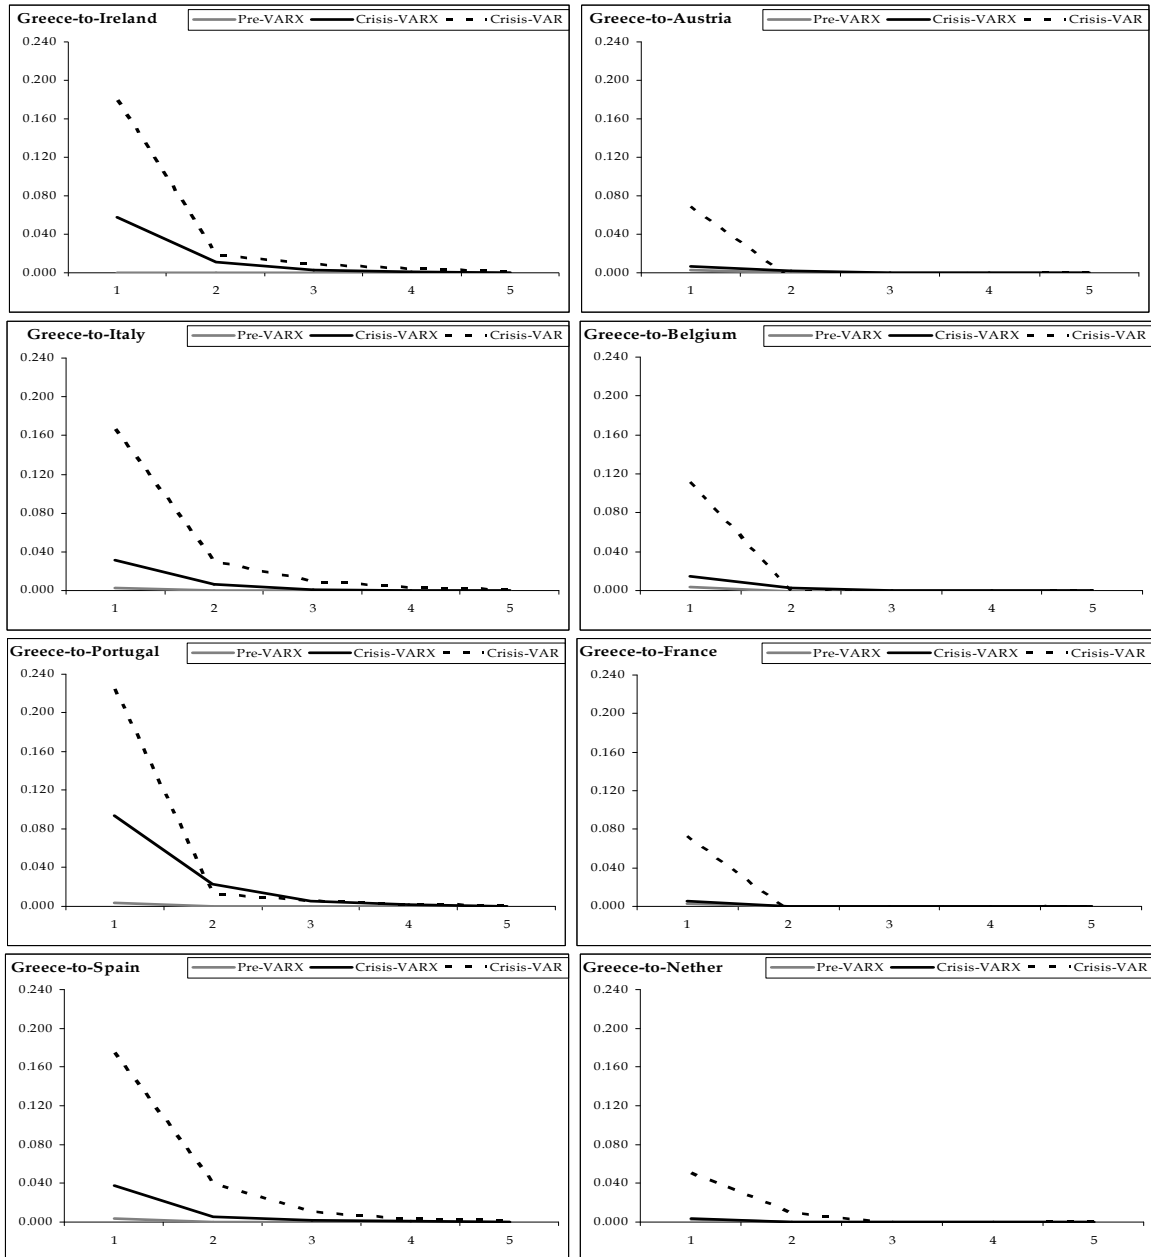 Greece-to-Ireland
Pre-VARX Crisis-VARX Crisis-VAR
0.240
0.200
0.160
0.120
0.080
0.040
0.000
1 2 3 4 5
Greece-to-Austria
Pre-VARX Crisis-VARX Crisis-VAR
0.240
0.200
0.160
0.120
0.080
0.040
0.000
1 2 3 4 5
Greece-to-Italy
Pre-VARX Crisis-VARX Crisis-VAR
0.240
0.200
0.160
0.120
0.080
0.040
0.000
1 2 3 4 5
Greece-to-Belgium
Pre-VARX Crisis-VARX Crisis-VAR
0.240
0.200
0.160
0.120
0.080
0.040
0.000
1 2 3 4 5
Greece-to-Portugal
Pre-VARX Crisis-VARX Crisis-VAR
0.240
0.200
0.160
0.120
0.080
0.040
0.000
1 2 3 4 5
Greece-to-France
Pre-VARX Crisis-VARX Crisis-VAR
0.240
0.200
0.160
0.120
0.080
0.040
0.000
1 2 3 4 5
Greece-to-Spain
Pre-VARX Crisis-VARX Crisis-VAR
0.240
0.200
0.160
0.120
0.080
0.040
0.000
1 2 3 4 5
Greece-to-Nether
Pre-VARX Crisis-VARX Crisis-VAR
0.240
0.200
0.160
0.120
0.080
0.040
0.000
1 2 3 4 5